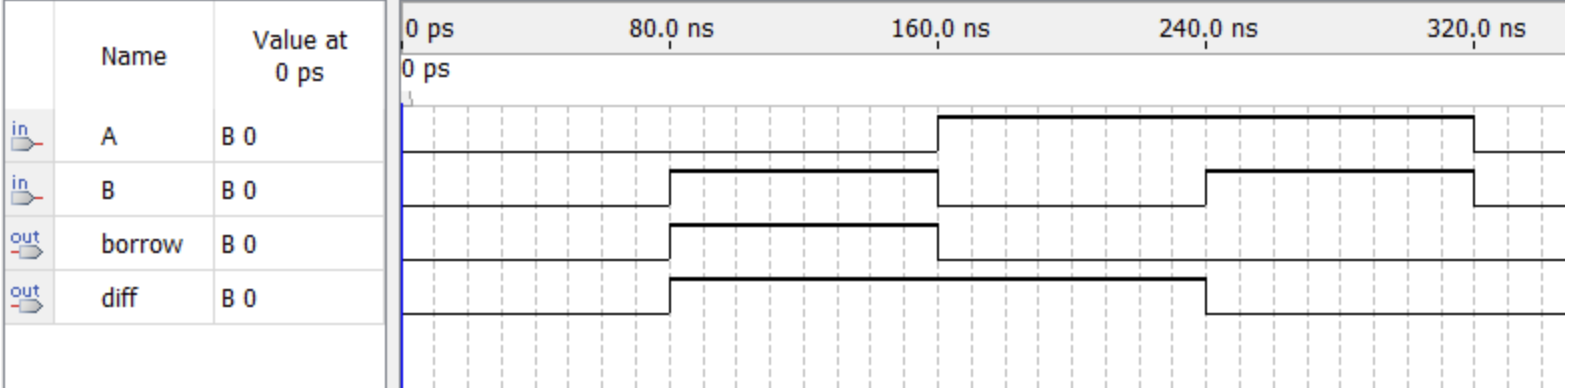 Name
Value at
0 ps
0 ps 80.0 ns 160.0 ns 240.0 ns 320.0 ns
0 ps
in A B 0
in B B 0
out borrow B 0
out diff B 0